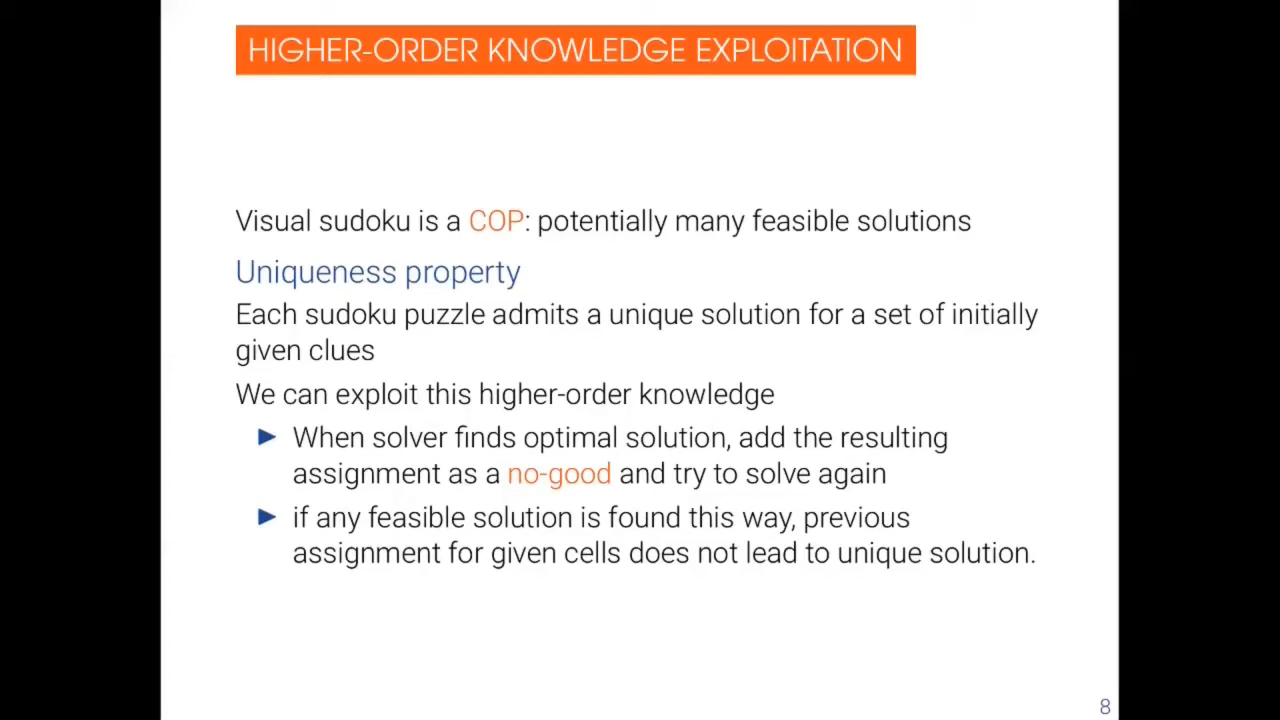 HIGHER-ORDER KNOWLEDGE EXPLOITATION
Visual sudoku is a COP: potentially many feasible solutions
Uniqueness property
Each sudoku puzzle admits a unique solution for a set of initially
given clues
We can exploit this higher-order knowledge
► When solver finds optimal solution, add the resulting
assignment as a no-good and try to solve again
► if any feasible solution is found this way, previous
assignment for given cells does not lead to unique solution.
8